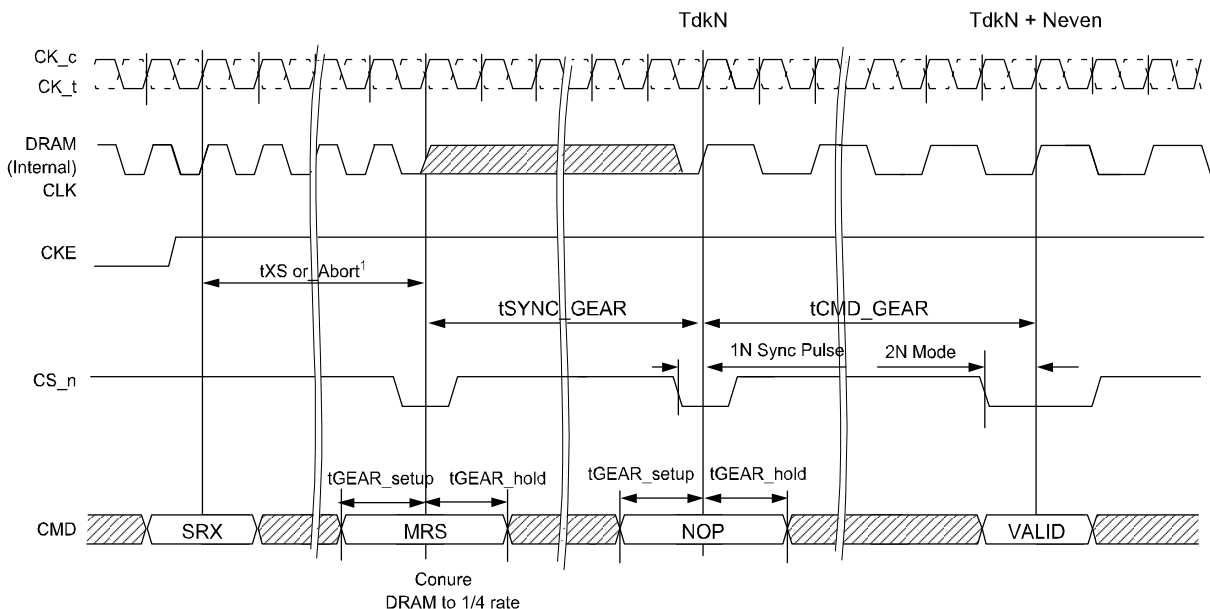 TdkN TdkN + Neven
CK_c
CK_t
DRAM
(Internal)
CLK
CKE
tXS or_Abort1
tSYNC_GEAR tCMD_GEAR
1N Sync Pulse 2N Mode
CS_n
tGEAR_setup tGEAR_hold tGEAR_setup tGEAR_hold
CMD SRX MRS NOP VALID
Conure
DRAM to 1/4 rate